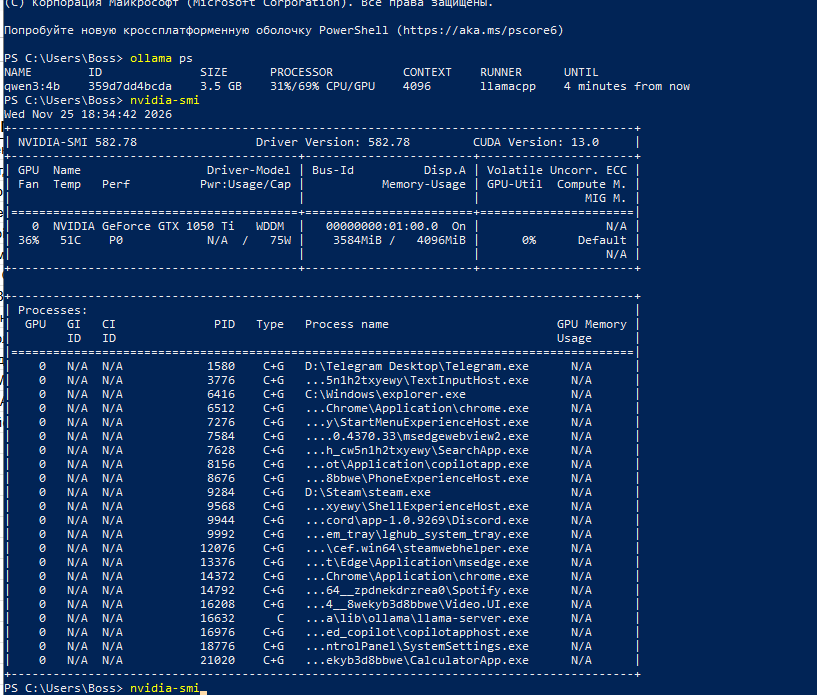 (C) Корпорация Майкрософт (Microsoft Corporation). Все права защищены.
Попробуйте новую кроссплатформенную оболочку PowerShell (https://aka.ms/pscore6)
PS C:\Users\Boss> ollama ps
NAME ID SIZE PROCESSOR CONTEXT RUNNER UNTIL
qwen3:4b 359d7dd4bcda 3.5 GB 31%/69% CPU/GPU 4096 llamacpp 4 minutes from now
PS C:\Users\Boss> nvidia-smi
Wed Nov 25 18:34:42 2026
+-----------------------------------------------------------------------------------------+
| NVIDIA-SMI 582.78 Driver Version: 582.78 CUDA Version: 13.0 |
+-----------------------------------------+------------------------+----------------------+
| GPU Name Driver-Model | Bus-Id Disp.A | Volatile Uncorr. ECC |
| Fan Temp Perf Pwr:Usage/Cap | Memory-Usage | GPU-Util Compute M. |
| | | MIG M. |
|=========================================+========================+======================|
| 0 NVIDIA GeForce GTX 1050 Ti WDDM | 00000000:01:00.0 On | N/A |
| 36% 51C P0 N/A / 75W | 3584MiB / 4096MiB | 0% Default |
| | | N/A |
+-----------------------------------------+------------------------+----------------------+
+-----------------------------------------------------------------------------------------+
| Processes: |
| GPU GI CI PID Type Process name GPU Memory |
| ID ID Usage |
|=========================================================================================|
| 0 N/A N/A 1580 C+G D:\Telegram Desktop\Telegram.exe N/A |
| 0 N/A N/A 3776 C+G ...5n1h2txyewy\TextInputHost.exe N/A |
| 0 N/A N/A 6416 C+G C:\Windows\explorer.exe N/A |
| 0 N/A N/A 6512 C+G ...Chrome\Application\chrome.exe N/A |
| 0 N/A N/A 7276 C+G ...y\StartMenuExperienceHost.exe N/A |
| 0 N/A N/A 7584 C+G ....0.4370.33\msedgewebview2.exe N/A |
| 0 N/A N/A 7628 C+G ...h_cw5n1h2txyewy\SearchApp.exe N/A |
| 0 N/A N/A 8156 C+G ...ot\Application\copilotapp.exe N/A |
| 0 N/A N/A 8676 C+G ...8bbwe\PhoneExperienceHost.exe N/A |
| 0 N/A N/A 9284 C+G D:\Steam\steam.exe N/A |
| 0 N/A N/A 9568 C+G ...xyewy\ShellExperienceHost.exe N/A |
| 0 N/A N/A 9944 C+G ...cord\app-1.0.9269\Discord.exe N/A |
| 0 N/A N/A 9992 C+G ...em_tray\lghub_system_tray.exe N/A |
| 0 N/A N/A 12076 C+G ...\cef.win64\steamwebhelper.exe N/A |
| 0 N/A N/A 13376 C+G ...t\Edge\Application\msedge.exe N/A |
| 0 N/A N/A 14372 C+G ...Chrome\Application\chrome.exe N/A |
| 0 N/A N/A 14792 C+G ...64__zpdnekdrzrea0\Spotify.exe N/A |
| 0 N/A N/A 16208 C+G ...4__8wekyb3d8bbwe\Video.UI.exe N/A |
| 0 N/A N/A 16632 C ...a\lib\ollama\llama-server.exe N/A |
| 0 N/A N/A 16976 C+G ...ed_copilot\copilotapphost.exe N/A |
| 0 N/A N/A 18776 C+G ...ntrolPanel\SystemSettings.exe N/A |
| 0 N/A N/A 21020 C+G ...ekyb3d8bbwe\CalculatorApp.exe N/A |
+-----------------------------------------------------------------------------------------+
PS C:\Users\Boss> nvidia-smi